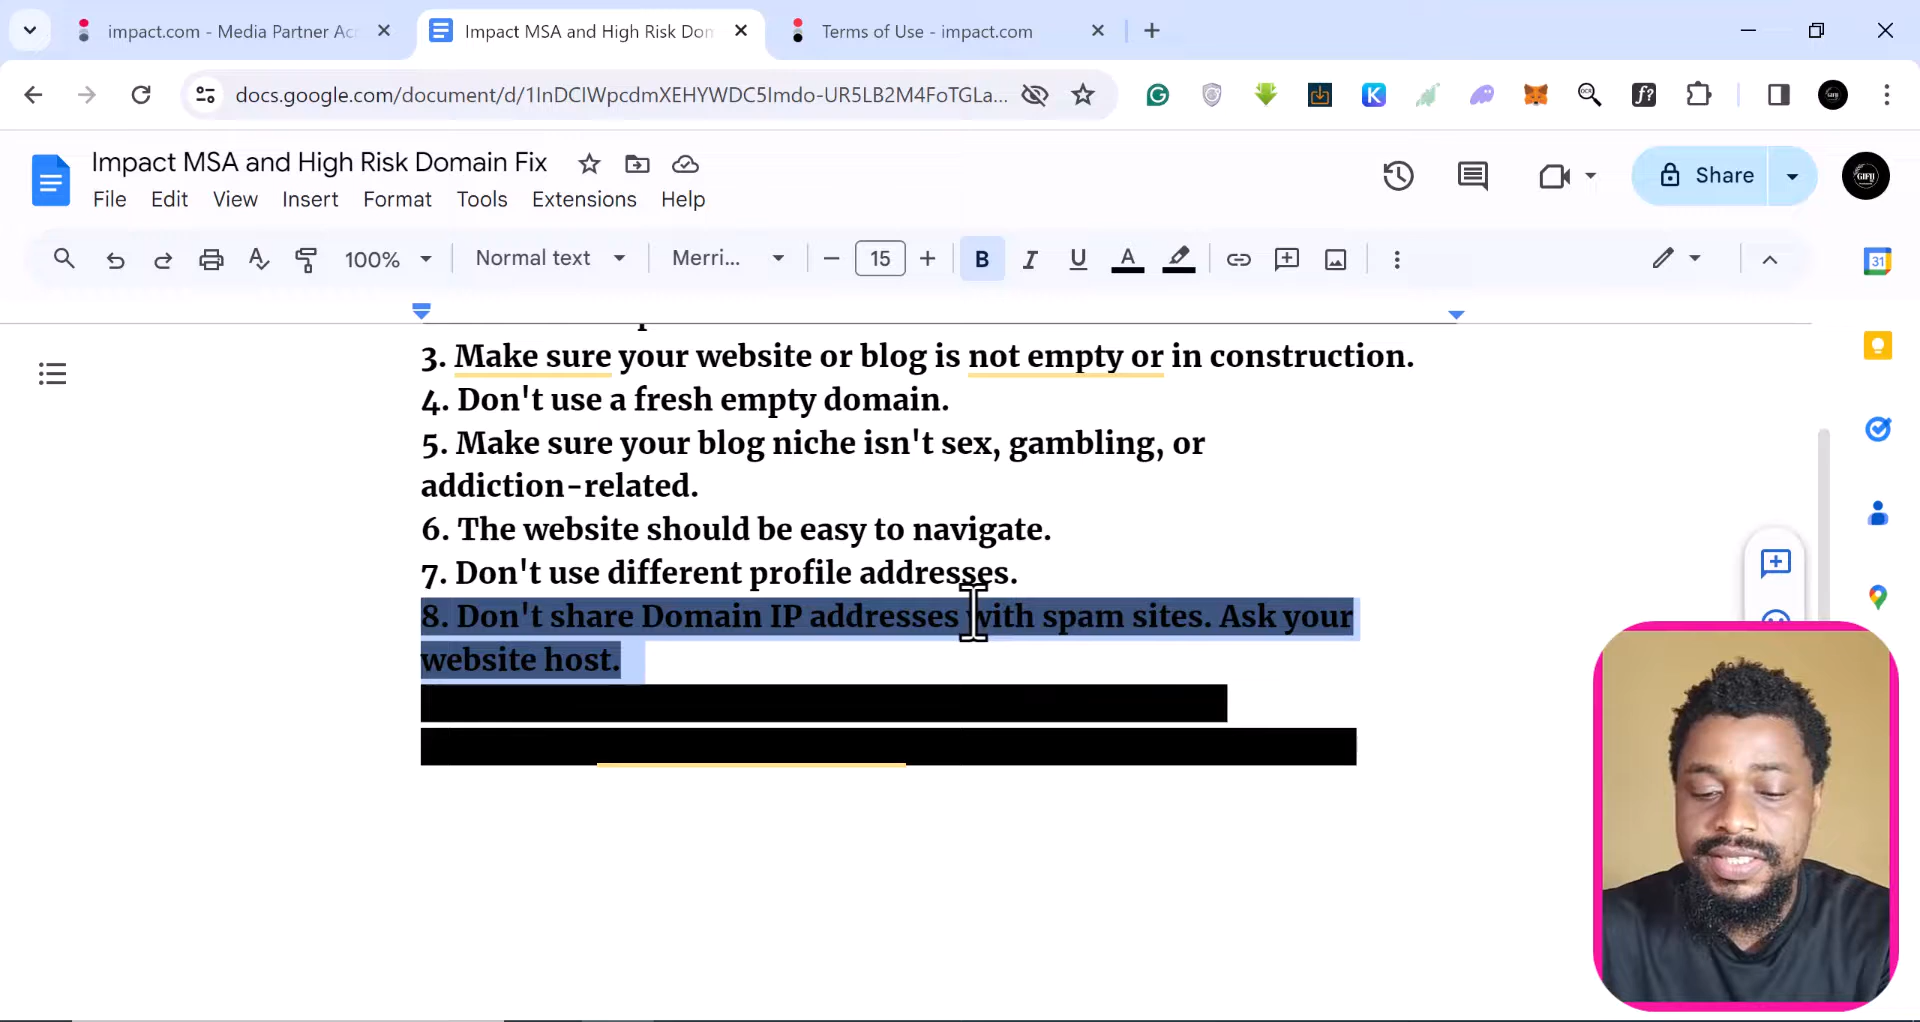 impact.com - Media Partner Acc
Impact MSA and High Risk Dom
Terms of Use - impact.com
docs.google.com/document/d/1InDCIWpcdmXEHYWDC5Imdo-UR5LB2M4FoTGLa...
Impact MSA and High Risk Domain Fix
File Edit View Insert Format Tools Extensions Help
Share
100% Normal text Merri... 15 B I U A
3. Make sure your website or blog is not empty or in construction.
4. Don't use a fresh empty domain.
5. Make sure your blog niche isn't sex, gambling, or
addiction-related.
6. The website should be easy to navigate.
7. Don't use different profile addresses.
8. Don't share Domain IP addresses with spam sites. Ask your
website host.
31